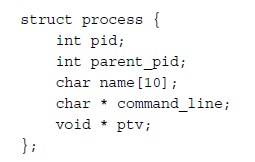 struct process {
    int pid;
    int parent_pid;
    char name[10];
    char * command_line;
    void * ptv;
};